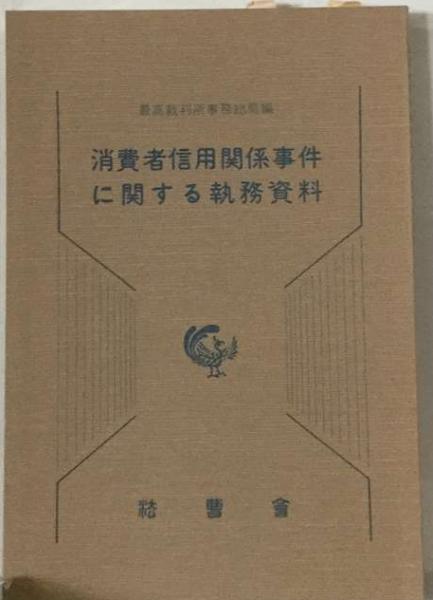 最高裁判所事務総局編
消費者信用関係事件
に関する執務資料
法曹會